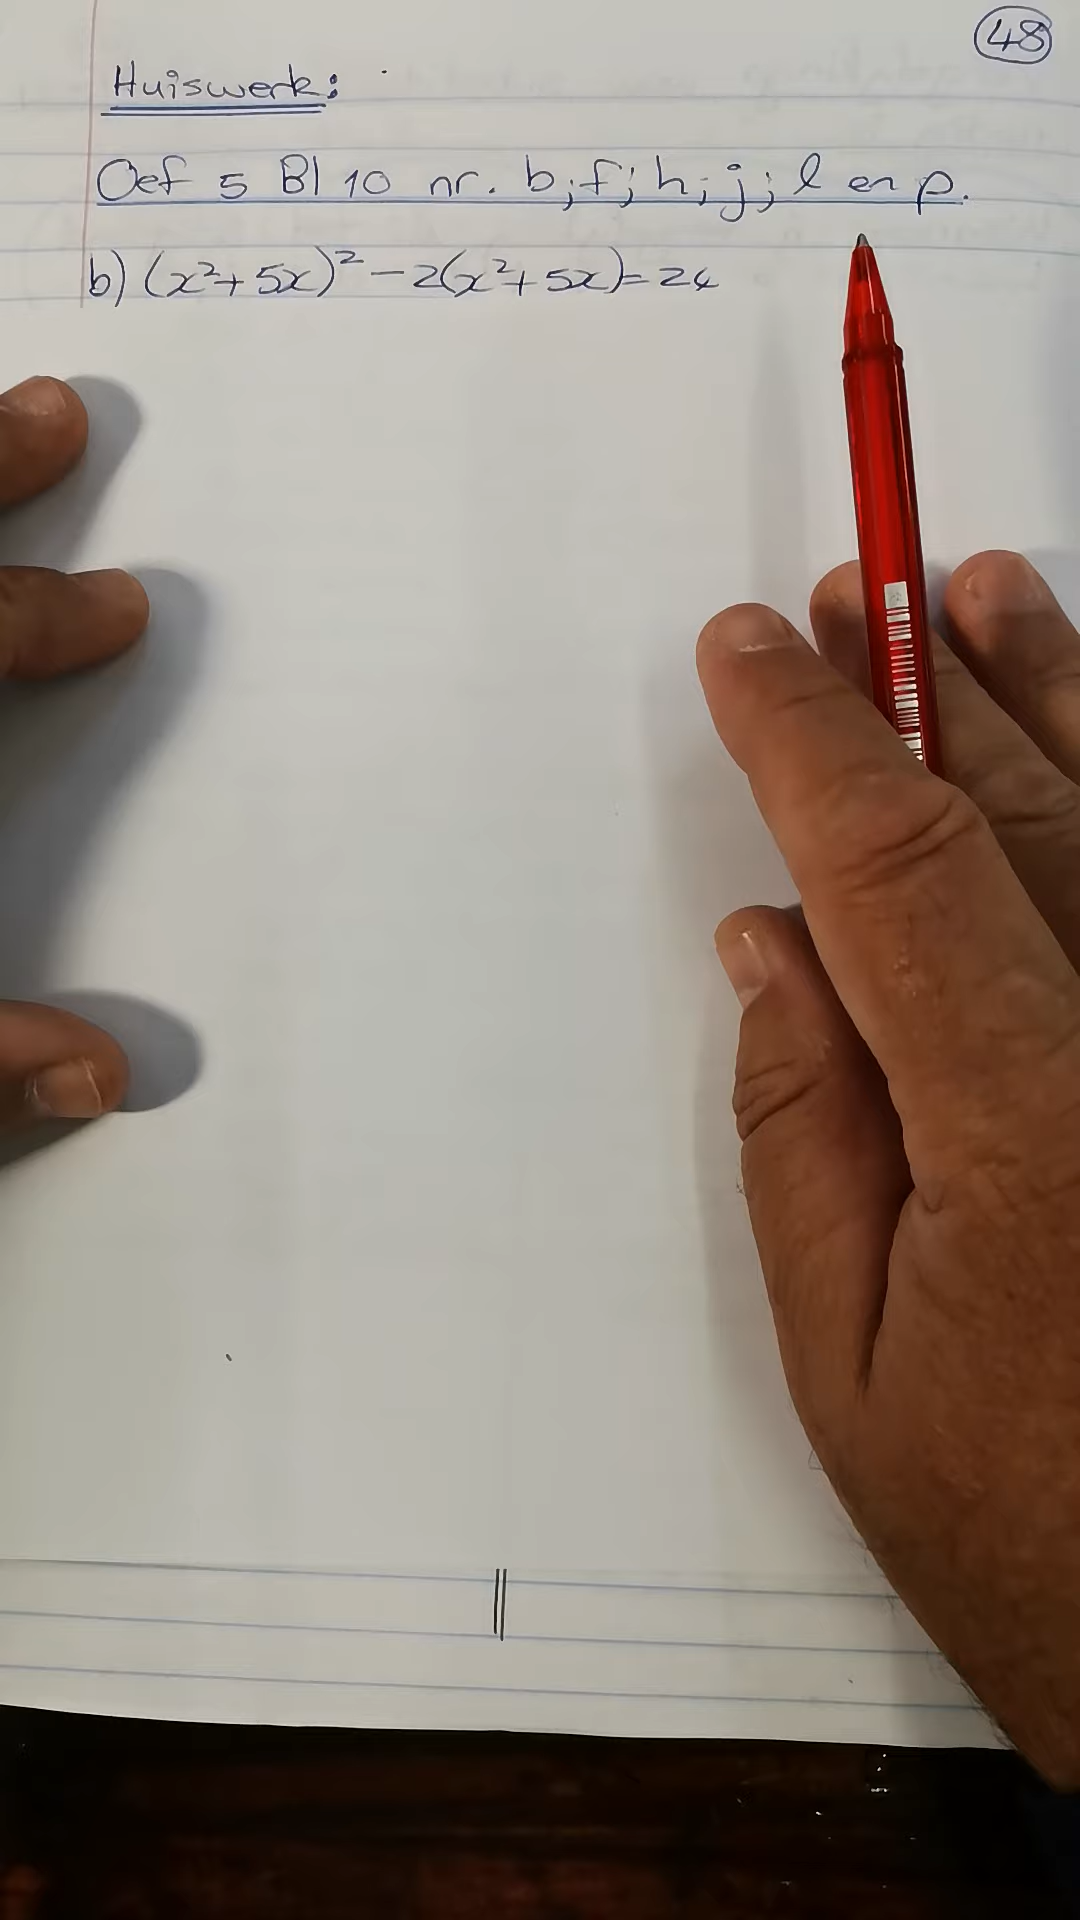 48
Huiswerk:
Oef 5 Bl 10 nr. b; f; h; j; l en p.
b) (x²+5x)² - 2(x²+5x) = 24